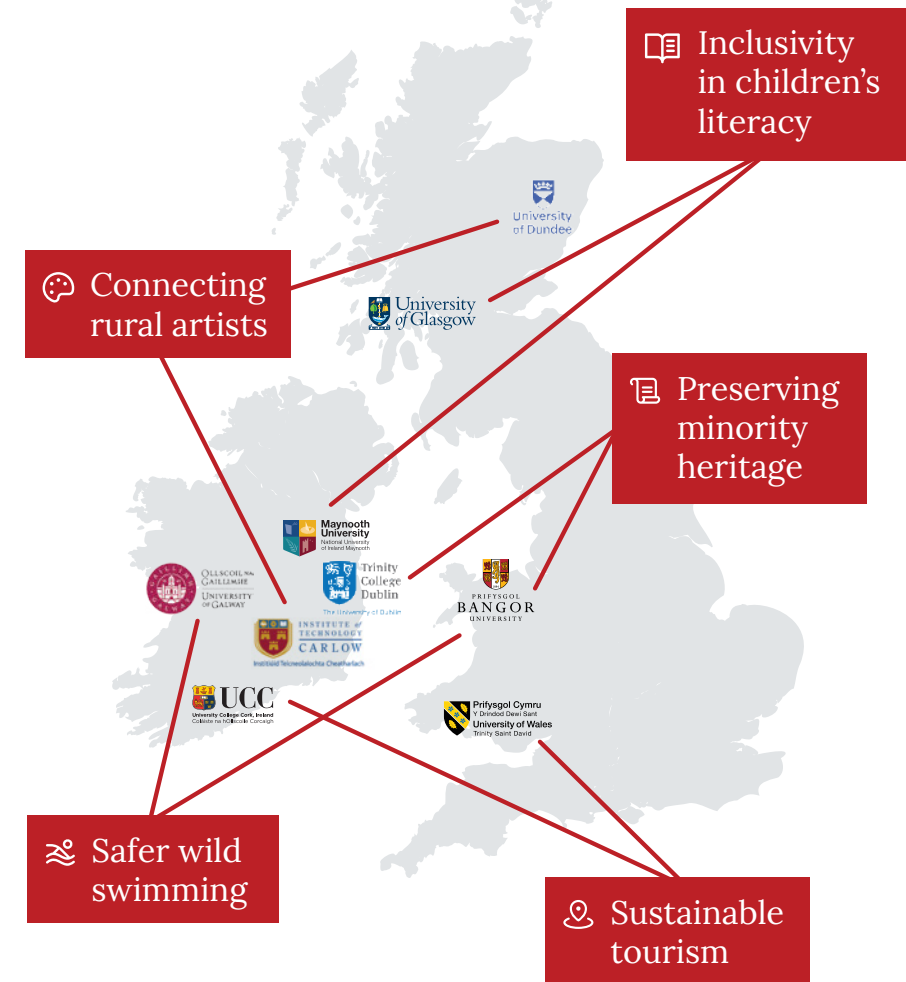 Inclusivity
in children's
literacy
University
of Dundee
Connecting
rural artists
University
of Glasgow
Preserving
minority
heritage
Maynooth
University
National University
of Ireland Maynooth
OLLSCOIL NA
GAILLIMHE
UNIVERSITY
OF GALWAY
Trinity
College
Dublin
The University of Dublin
PRIFYSGOL
BANGOR
UNIVERSITY
INSTITUTE of
TECHNOLOGY
CARLOW
Institiúid Teicneolaíochta Cheatharlach
UCC
University College Cork, Ireland
Coláiste na hOllscoile Corcaigh
Prifysgol Cymru
Y Drindod Dewi Sant
University of Wales
Trinity Saint David
Safer wild
swimming
Sustainable
tourism